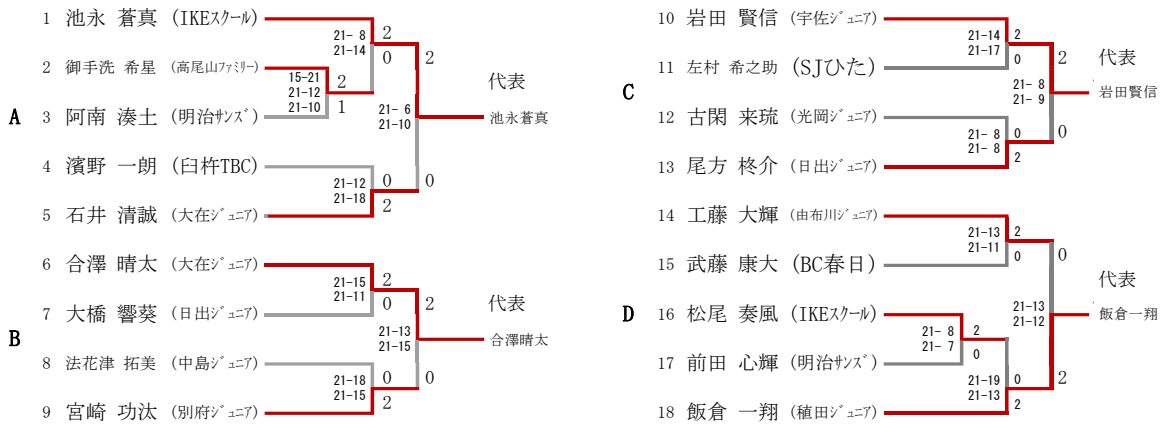 1 池永 蒼真 (IKEｽｸｰﾙ)
21- 8 2
21-14 0
2 御手洗 希星 (高尾山ﾌｧﾐﾘｰ)
15-21 2
21-12
21-10 1
A
3 阿南 湊土 (明治ｻﾝｽﾞ)
2
21- 6
21-10
0
代表
池永蒼真
4 濱野 一朗 (臼杵TBC)
21-12 0
21-18 2
5 石井 清誠 (大在ｼﾞｭﾆｱ)
6 合澤 晴太 (大在ｼﾞｭﾆｱ)
21-15 2
21-11 0
7 大橋 響葵 (日出ｼﾞｭﾆｱ)
B
2
21-13
21-15
0
代表
合澤晴太
8 法花津 拓美 (中島ｼﾞｭﾆｱ)
21-18 0
21-15 2
9 宮崎 功汰 (別府ｼﾞｭﾆｱ)
10 岩田 賢信 (宇佐ｼﾞｭﾆｱ)
21-14 2
21-17 0
11 左村 希之助 (SJひた)
C
2
21- 8
21- 9
0
代表
岩田賢信
12 古閑 来琉 (光岡ｼﾞｭﾆｱ)
21- 8 0
21- 8 2
13 尾方 柊介 (日出ｼﾞｭﾆｱ)
14 工藤 大輝 (由布川ｼﾞｭﾆｱ)
21-13 2
21-11 0
15 武藤 康大 (BC春日)
0
21-13
21-12
2
代表
飯倉一翔
D
16 松尾 奏風 (IKEｽｸｰﾙ)
21- 8 2
21- 7 0
17 前田 心輝 (明治ｻﾝｽﾞ)
21-19 0
21-13 2
18 飯倉 一翔 (稙田ｼﾞｭﾆｱ)